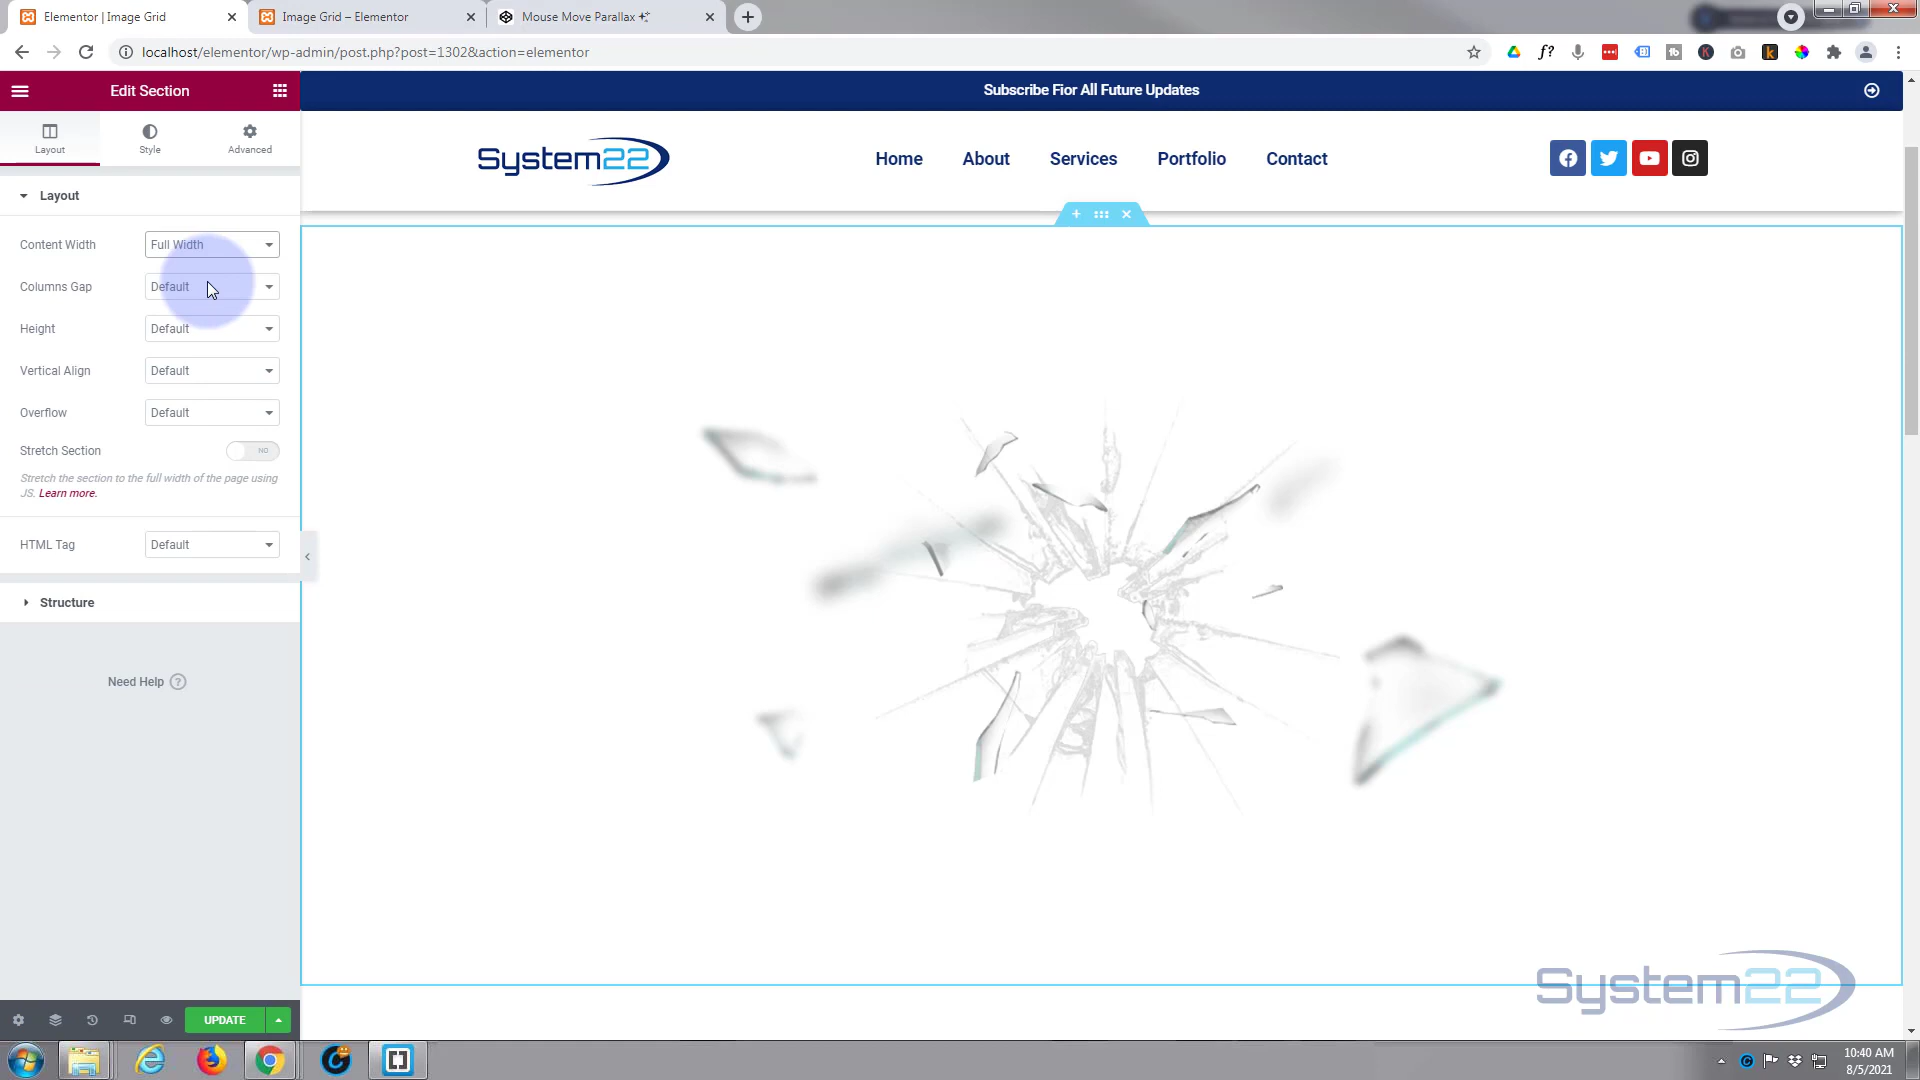 Elementor | Image Grid
Image Grid – Elementor
Mouse Move Parallax
localhost/elementor/wp-admin/post.php?post=1302&action=elementor
Edit Section
Layout
Style
Advanced
Layout
Content Width
Full Width
Columns Gap
Default
Height
Default
Vertical Align
Default
Overflow
Default
Stretch Section
NO
Stretch the section to the full width of the page using
JS. Learn more.
HTML Tag
Default
Structure
Need Help
UPDATE
Subscribe Fior All Future Updates
System22
Home
About
Services
Portfolio
Contact
System22
10:40 AM
8/5/2021